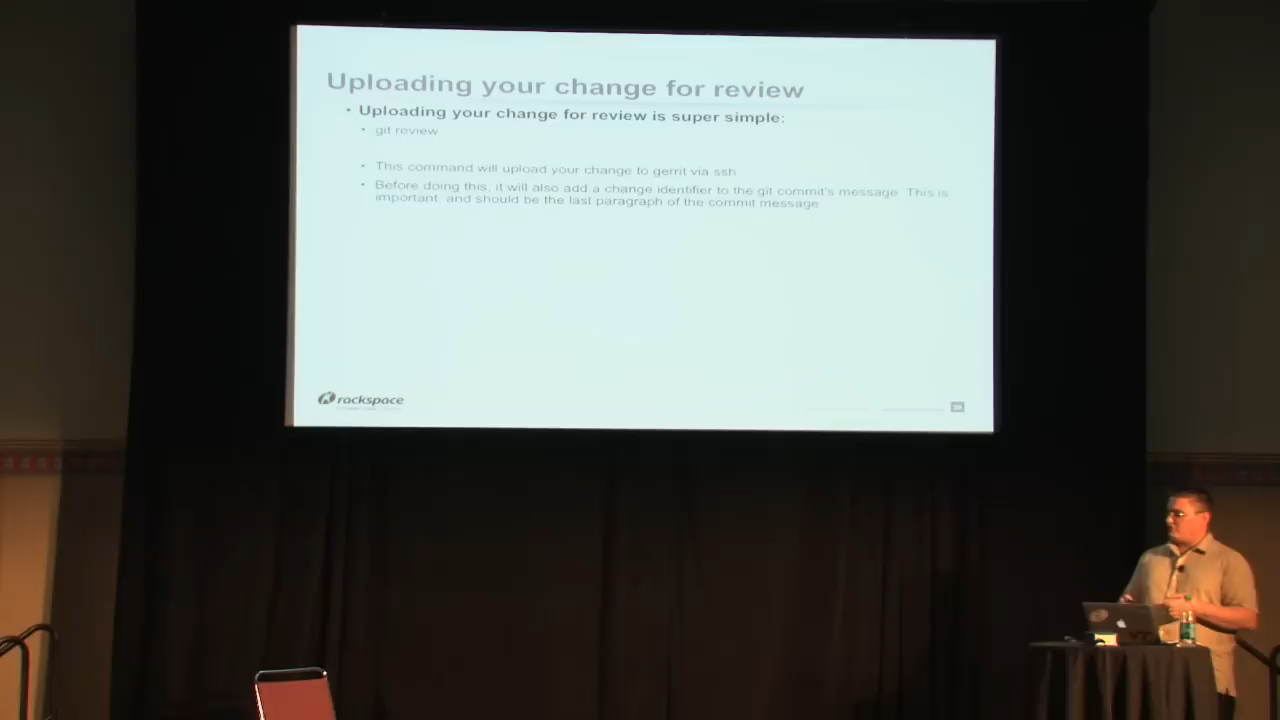 Uploading your change for review
• Uploading your change for review is super simple:
• git review
• This command will upload your change to gerrit via ssh
• Before doing this, it will also add a change identifier to the git commit's message. This is
important, and should be the last paragraph of the commit message
rackspace
VT